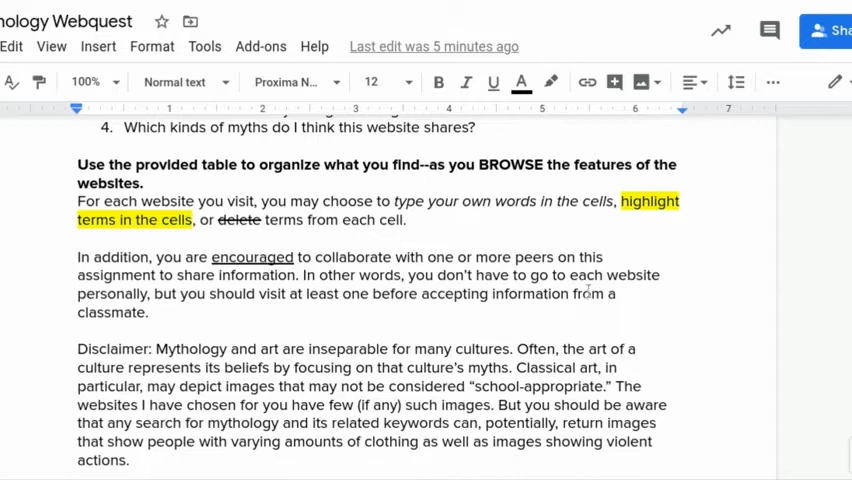 nology Webquest
Edit View Insert Format Tools Add-ons Help Last edit was 5 minutes ago
Sha
100% Normal text Proxima N... 12 B I U A
1 2 3 4 5 6 7
4. Which kinds of myths do I think this website shares?
Use the provided table to organize what you find--as you BROWSE the features of the
websites.
For each website you visit, you may choose to type your own words in the cells, highlight
terms in the cells, or delete terms from each cell.
In addition, you are encouraged to collaborate with one or more peers on this
assignment to share information. In other words, you don't have to go to each website
personally, but you should visit at least one before accepting information from a
classmate.
Disclaimer: Mythology and art are inseparable for many cultures. Often, the art of a
culture represents its beliefs by focusing on that culture's myths. Classical art, in
particular, may depict images that may not be considered “school-appropriate.” The
websites I have chosen for you have few (if any) such images. But you should be aware
that any search for mythology and its related keywords can, potentially, return images
that show people with varying amounts of clothing as well as images showing violent
actions.